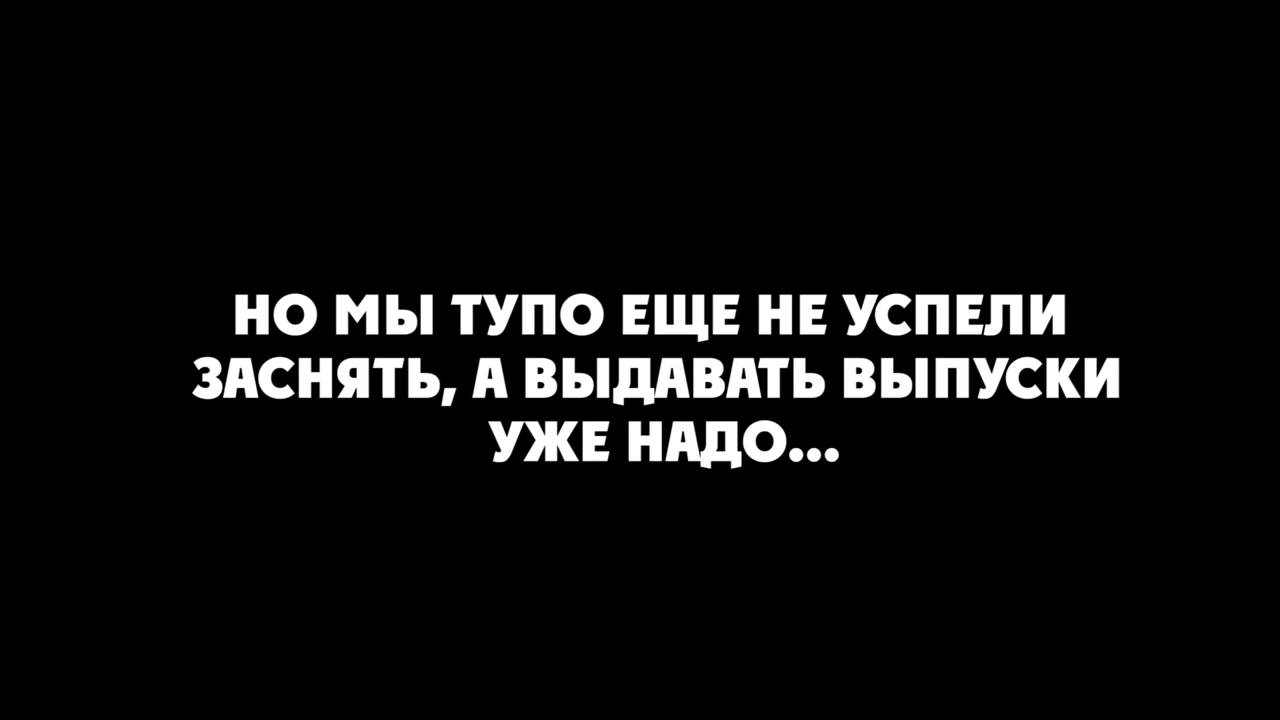 НО МЫ ТУПО ЕЩЕ НЕ УСПЕЛИ
ЗАСНЯТЬ, А ВЫДАВАТЬ ВЫПУСКИ
УЖЕ НАДО...